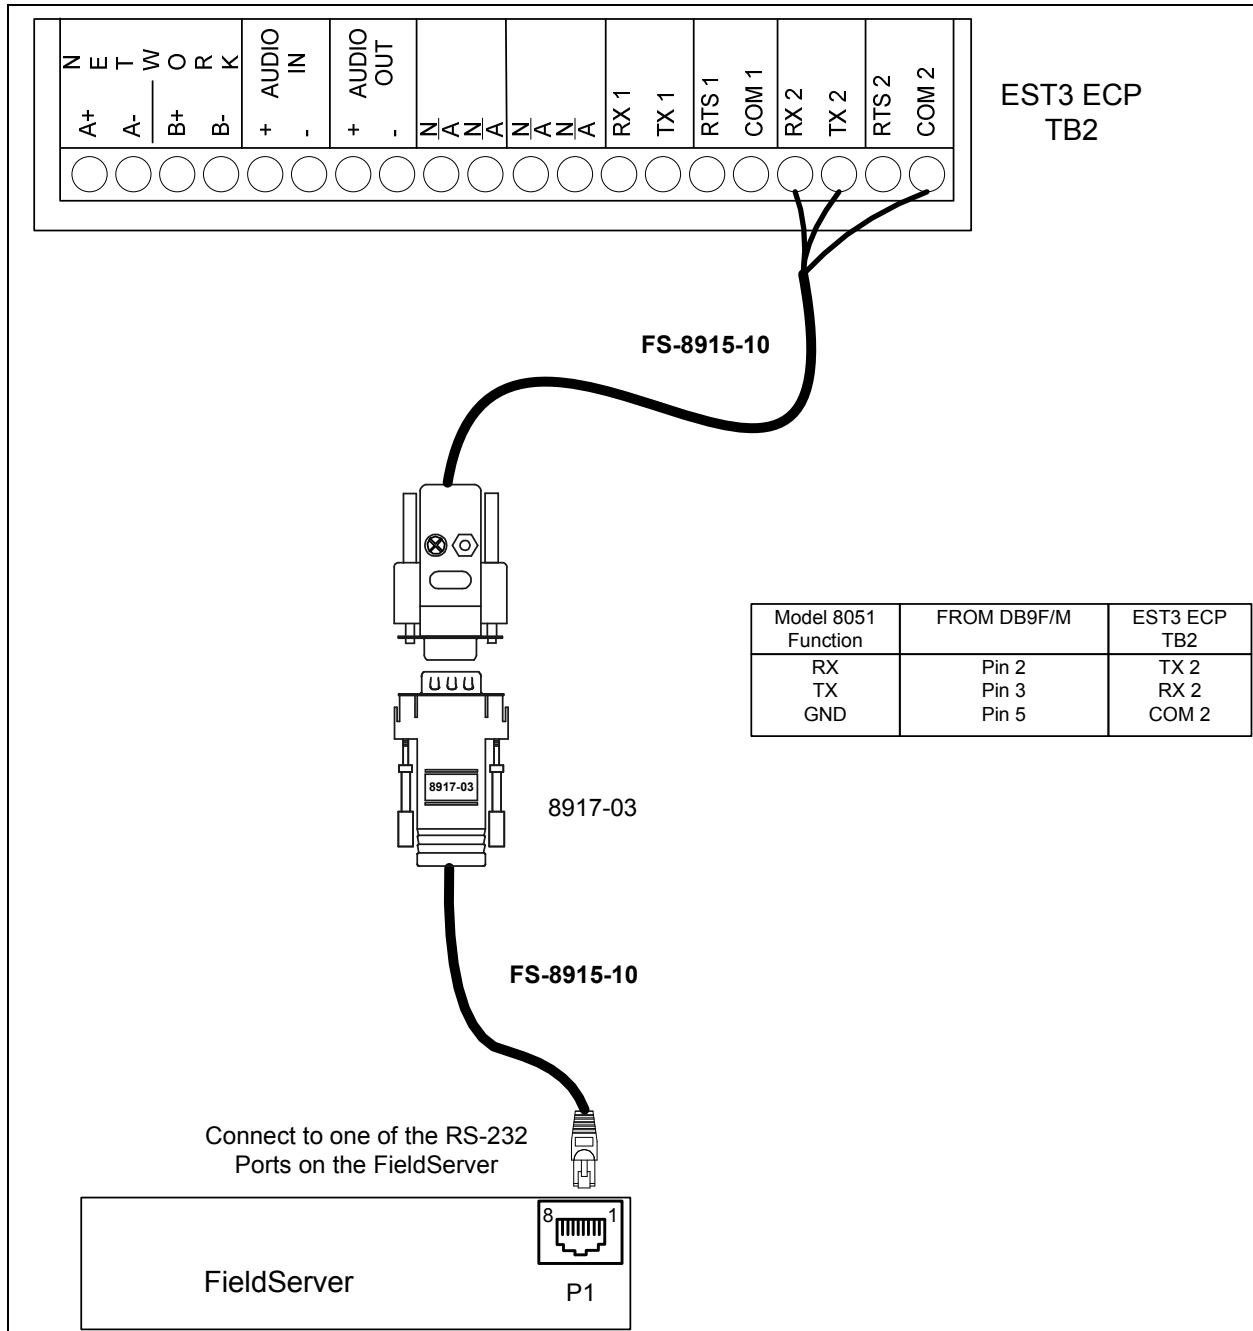 N E T W O R K
A+ A- B+ B-
AUDIO
IN
+ -
AUDIO
OUT
+ -
N/A N/A N/A N/A
RX 1
TX 1
RTS 1
COM 1
RX 2
TX 2
RTS 2
COM 2
EST3 ECP
TB2
FS-8915-10
Model 8051
Function
FROM DB9F/M
EST3 ECP
TB2
RX Pin 2 TX 2
TX Pin 3 RX 2
GND Pin 5 COM 2
8917-03
8917-03
FS-8915-10
Connect to one of the RS-232
Ports on the FieldServer
8 1
FieldServer
P1